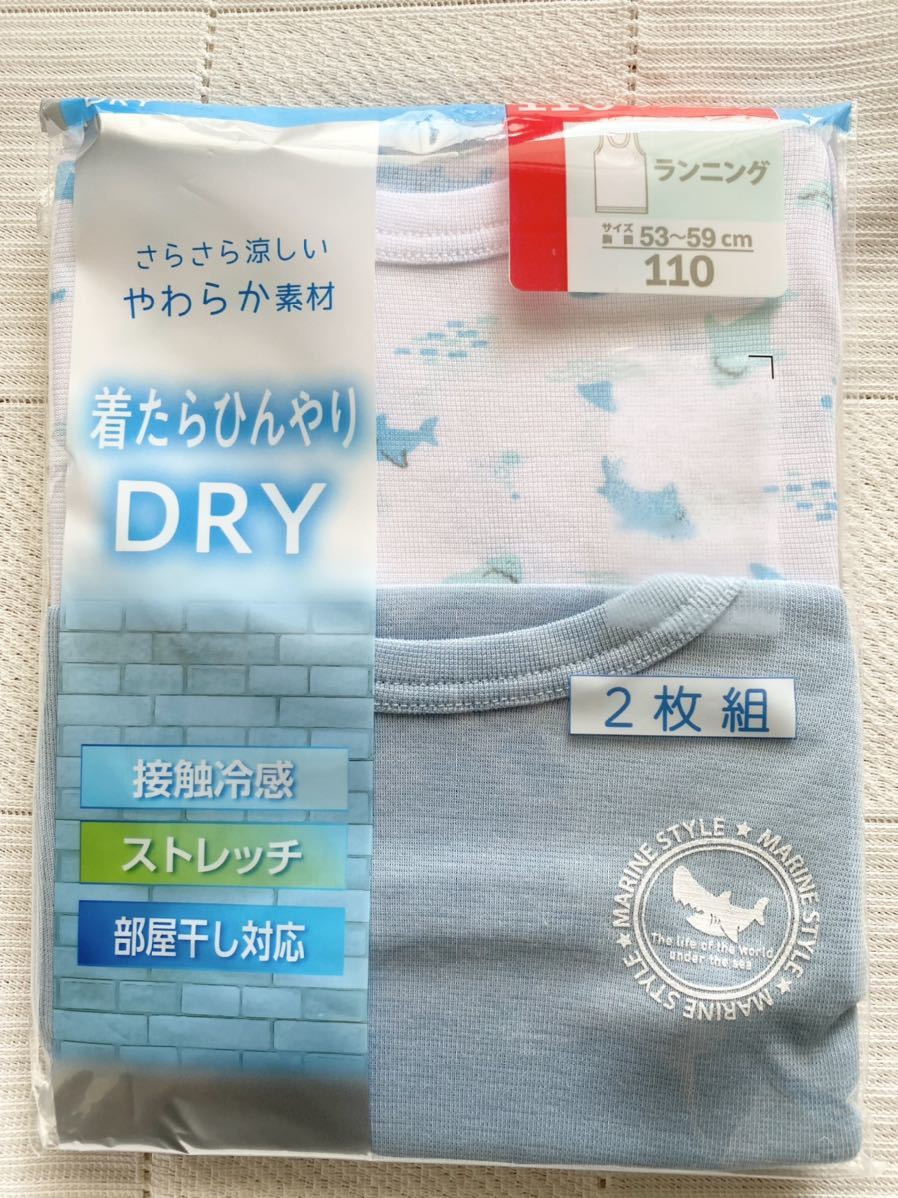 DRY
110
ランニング
サイズ
胸囲 53~59cm
110
さらさら涼しい
やわらか素材
着たらひんやり
DRY
2枚組
接触冷感
ストレッチ
部屋干し対応
MARINE STYLE ★ MARINE STYLE ★ MARINE STYLE ★
The life of the world
under the sea